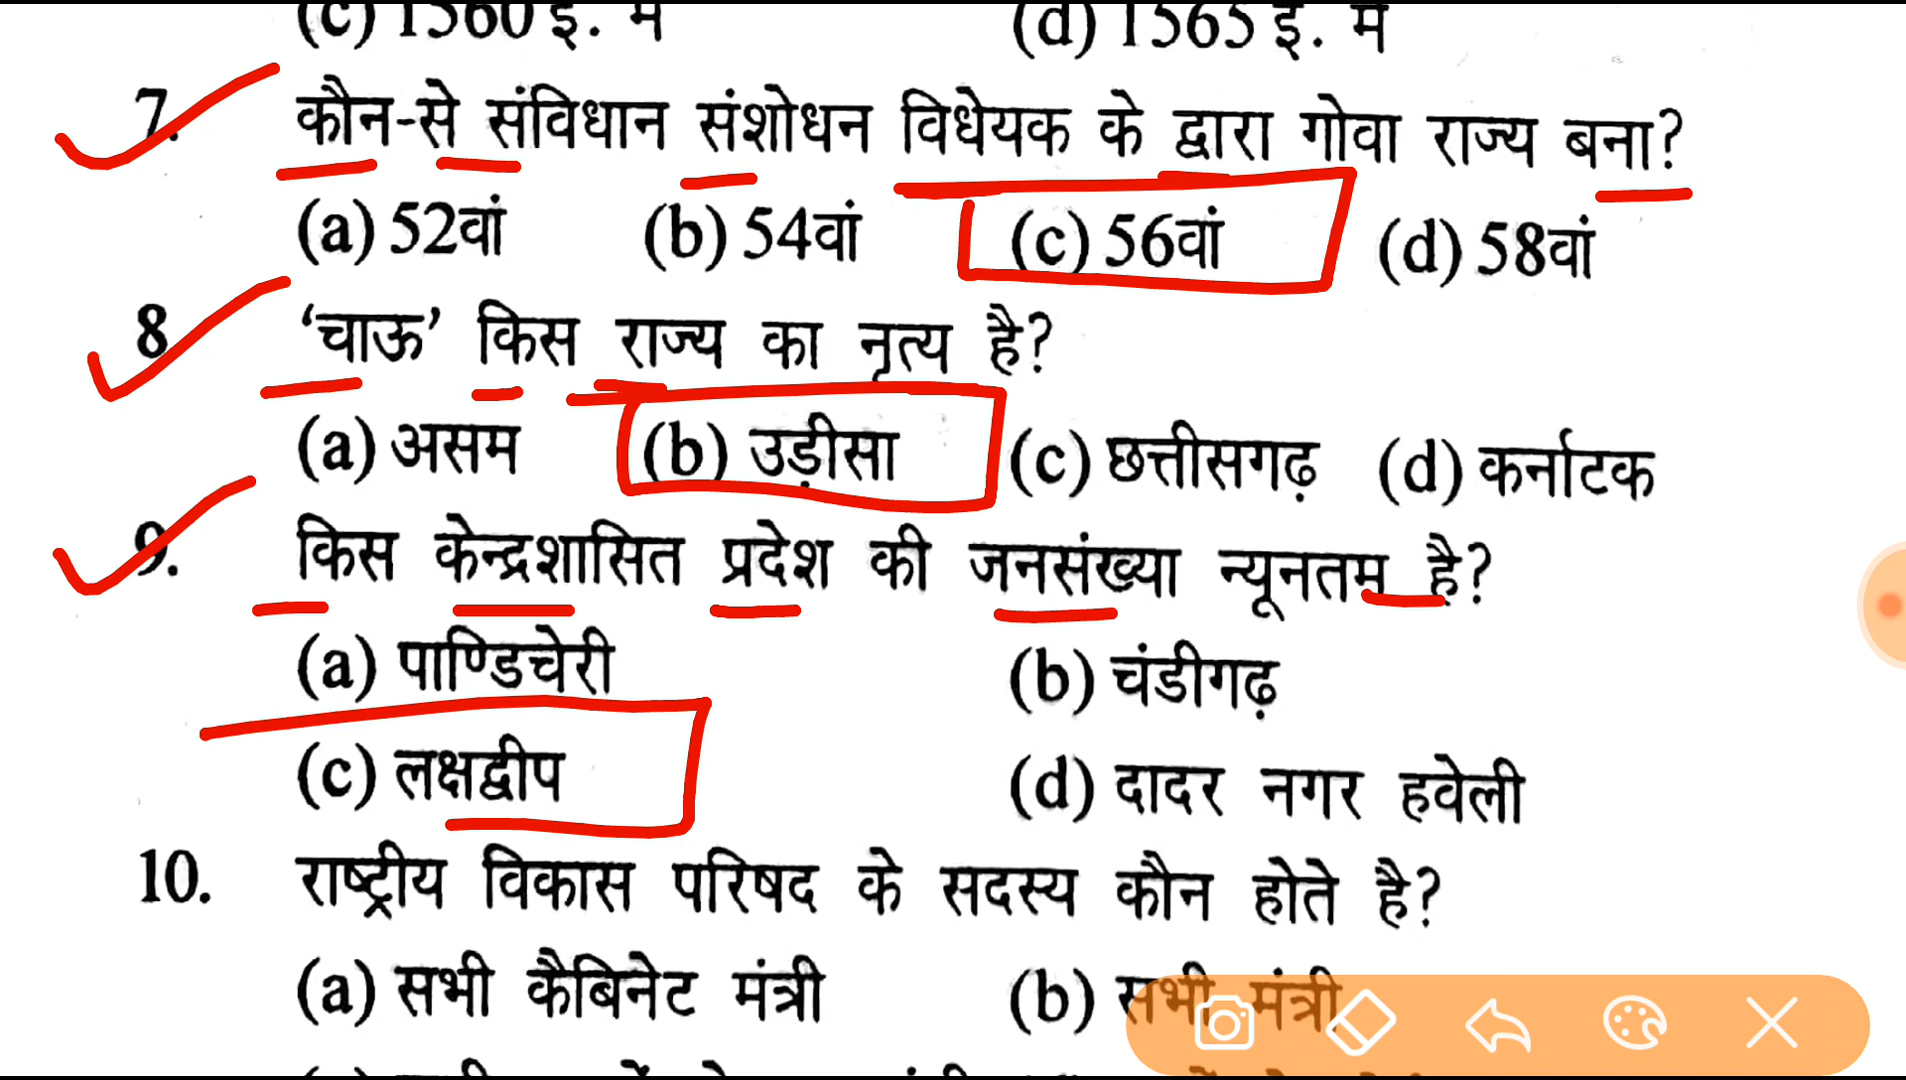 (c) 1560 ई. में (d) 1565 ई. में
7. कौन-से संविधान संशोधन विधेयक के द्वारा गोवा राज्य बना?
(a) 52वां (b) 54वां (c) 56वां (d) 58वां
8 ‘चाऊ’ किस राज्य का नृत्य है?
(a) असम (b) उड़ीसा (c) छत्तीसगढ़ (d) कर्नाटक
9. किस केन्द्रशासित प्रदेश की जनसंख्या न्यूनतम है?
(a) पाण्डिचेरी (b) चंडीगढ़
(c) लक्षद्वीप (d) दादर नगर हवेली
10. राष्ट्रीय विकास परिषद के सदस्य कौन होते है?
(a) सभी कैबिनेट मंत्री (b) सभी मंत्री